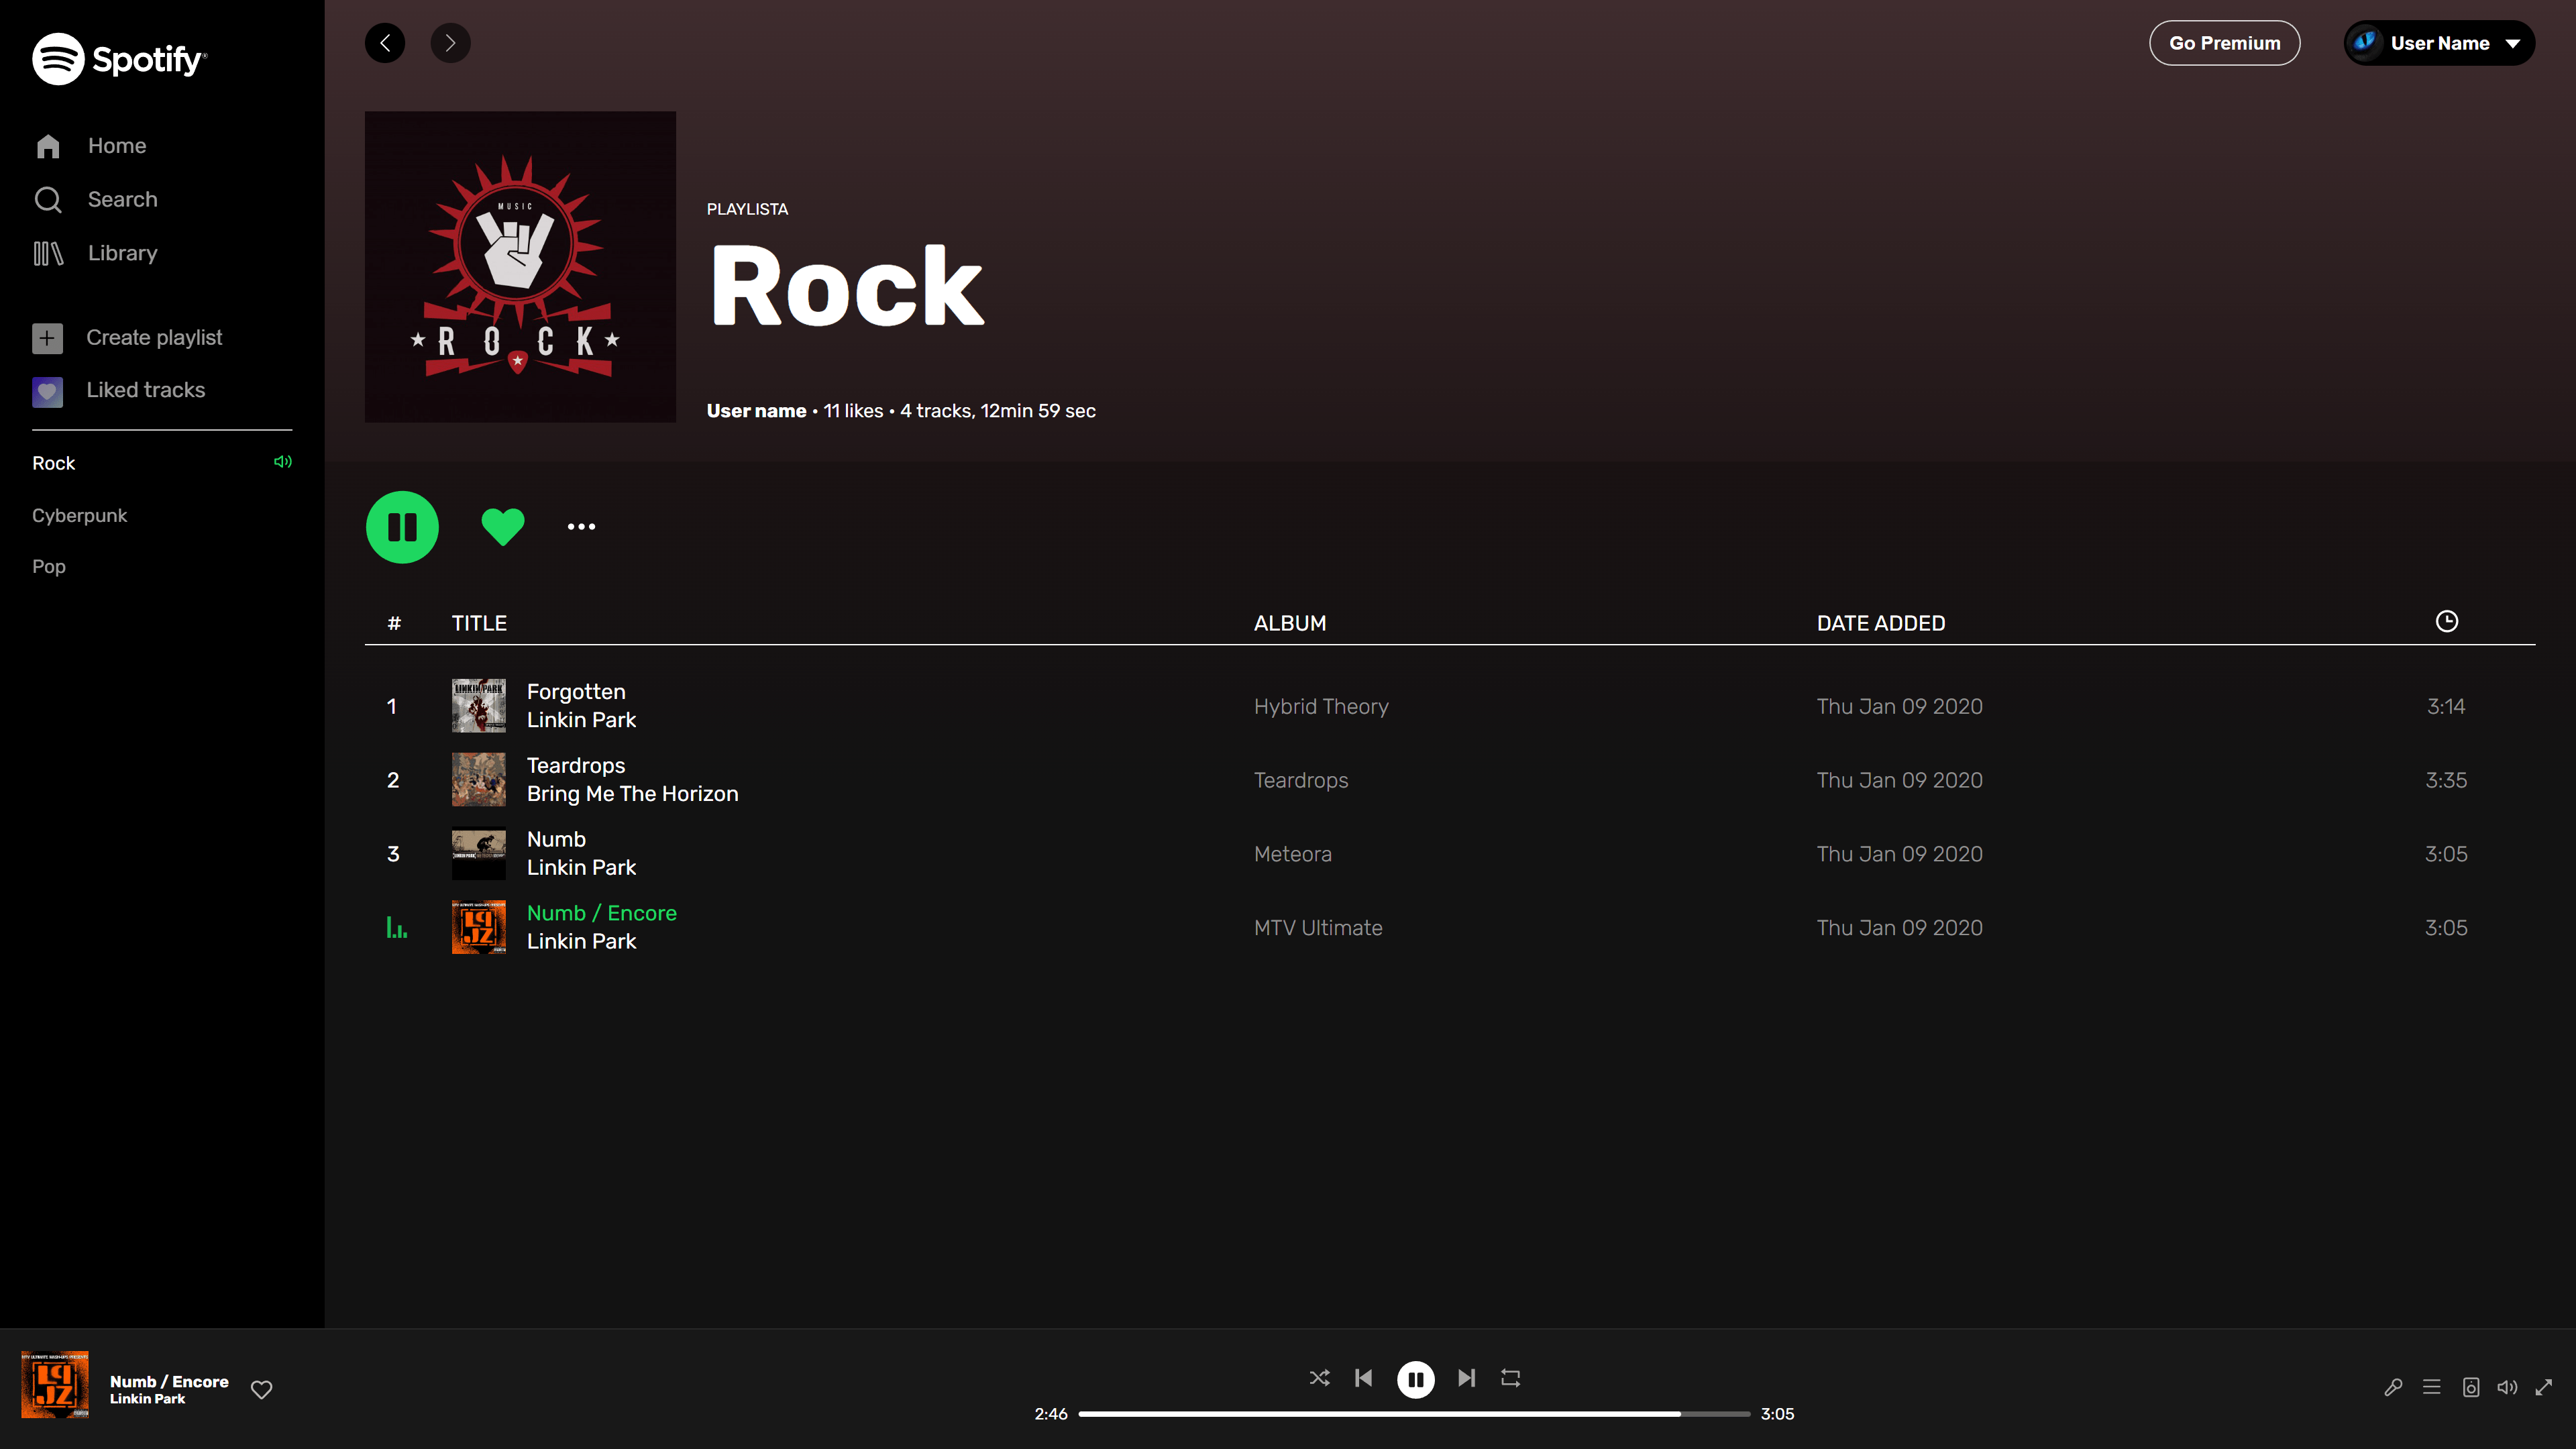 Spotify
Home
Search
Library
Create playlist
Liked tracks
Rock
Cyberpunk
Pop
Go Premium
User Name
MUSIC
ROCK
PLAYLISTA
Rock
User name • 11 likes • 4 tracks, 12min 59 sec
# TITLE ALBUM DATE ADDED
LINKIN PARK
1 Forgotten Hybrid Theory Thu Jan 09 2020 3:14
Linkin Park
2 Teardrops Teardrops Thu Jan 09 2020 3:35
Bring Me The Horizon
3 Numb Meteora Thu Jan 09 2020 3:05
Linkin Park
Numb / Encore MTV Ultimate Thu Jan 09 2020 3:05
Linkin Park
Numb / Encore
Linkin Park
2:46 3:05